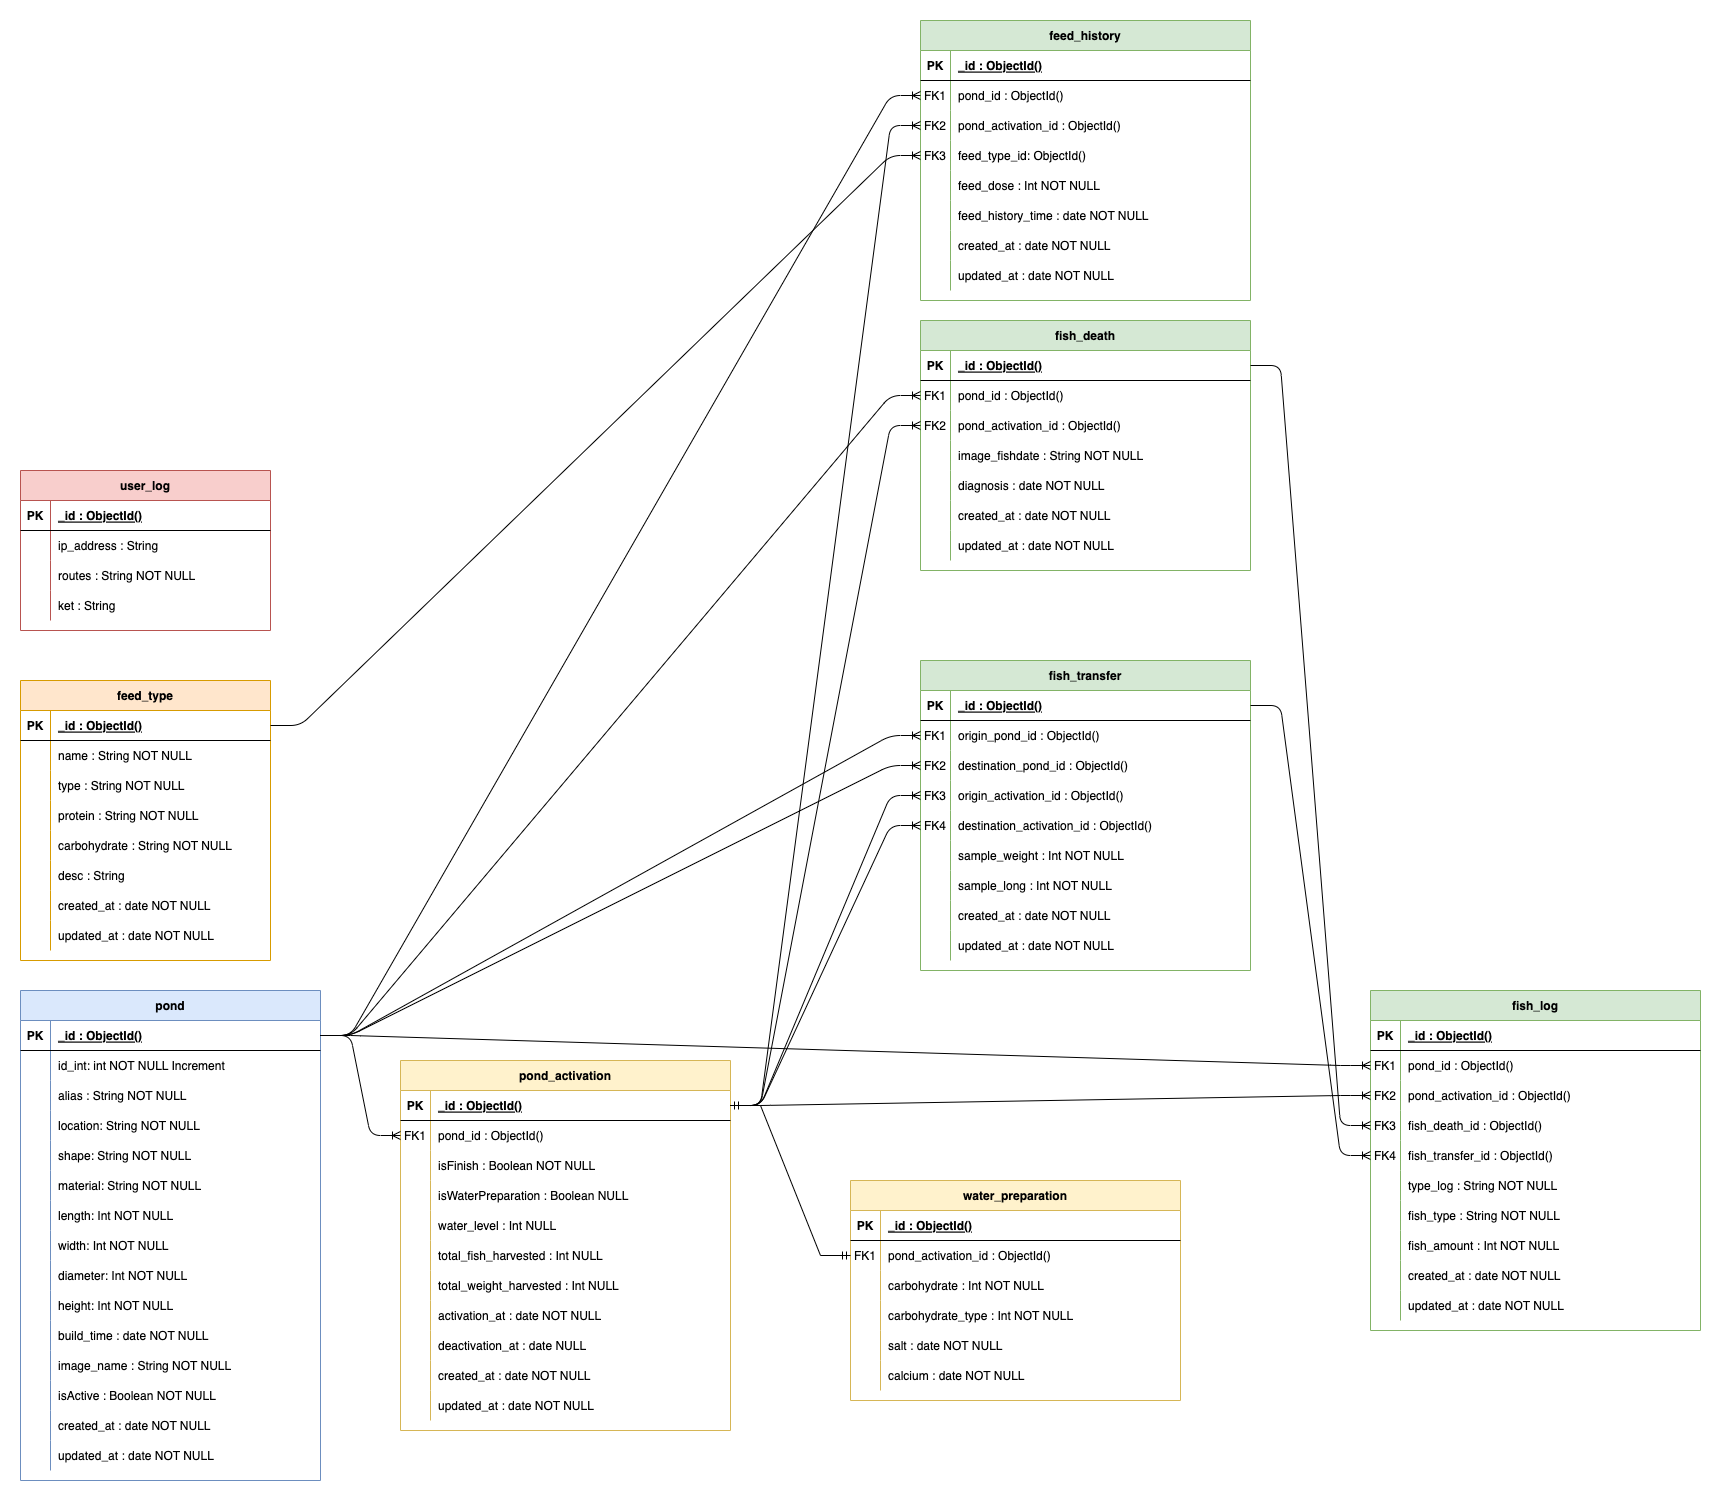 feed_history
PK _id : ObjectId()
FK1 pond_id : ObjectId()
FK2 pond_activation_id : ObjectId()
FK3 feed_type_id: ObjectId()
feed_dose : Int NOT NULL
feed_history_time : date NOT NULL
created_at : date NOT NULL
updated_at : date NOT NULL
fish_death
PK _id : ObjectId()
FK1 pond_id : ObjectId()
FK2 pond_activation_id : ObjectId()
image_fishdate : String NOT NULL
diagnosis : date NOT NULL
created_at : date NOT NULL
updated_at : date NOT NULL
user_log
PK _id : ObjectId()
ip_address : String
routes : String NOT NULL
ket : String
fish_transfer
PK _id : ObjectId()
FK1 origin_pond_id : ObjectId()
FK2 destination_pond_id : ObjectId()
FK3 origin_activation_id : ObjectId()
FK4 destination_activation_id : ObjectId()
sample_weight : Int NOT NULL
sample_long : Int NOT NULL
created_at : date NOT NULL
updated_at : date NOT NULL
feed_type
PK _id : ObjectId()
name : String NOT NULL
type : String NOT NULL
protein : String NOT NULL
carbohydrate : String NOT NULL
desc : String
created_at : date NOT NULL
updated_at : date NOT NULL
pond
PK _id : ObjectId()
id_int: int NOT NULL Increment
alias : String NOT NULL
location: String NOT NULL
shape: String NOT NULL
material: String NOT NULL
length: Int NOT NULL
width: Int NOT NULL
diameter: Int NOT NULL
height: Int NOT NULL
build_time : date NOT NULL
image_name : String NOT NULL
isActive : Boolean NOT NULL
created_at : date NOT NULL
updated_at : date NOT NULL
pond_activation
PK _id : ObjectId()
FK1 pond_id : ObjectId()
isFinish : Boolean NOT NULL
isWaterPreparation : Boolean NULL
water_level : Int NULL
total_fish_harvested : Int NULL
total_weight_harvested : Int NULL
activation_at : date NOT NULL
deactivation_at : date NULL
created_at : date NOT NULL
updated_at : date NOT NULL
water_preparation
PK _id : ObjectId()
FK1 pond_activation_id : ObjectId()
carbohydrate : Int NOT NULL
carbohydrate_type : Int NOT NULL
salt : date NOT NULL
calcium : date NOT NULL
fish_log
PK _id : ObjectId()
FK1 pond_id : ObjectId()
FK2 pond_activation_id : ObjectId()
FK3 fish_death_id : ObjectId()
FK4 fish_transfer_id : ObjectId()
type_log : String NOT NULL
fish_type : String NOT NULL
fish_amount : Int NOT NULL
created_at : date NOT NULL
updated_at : date NOT NULL